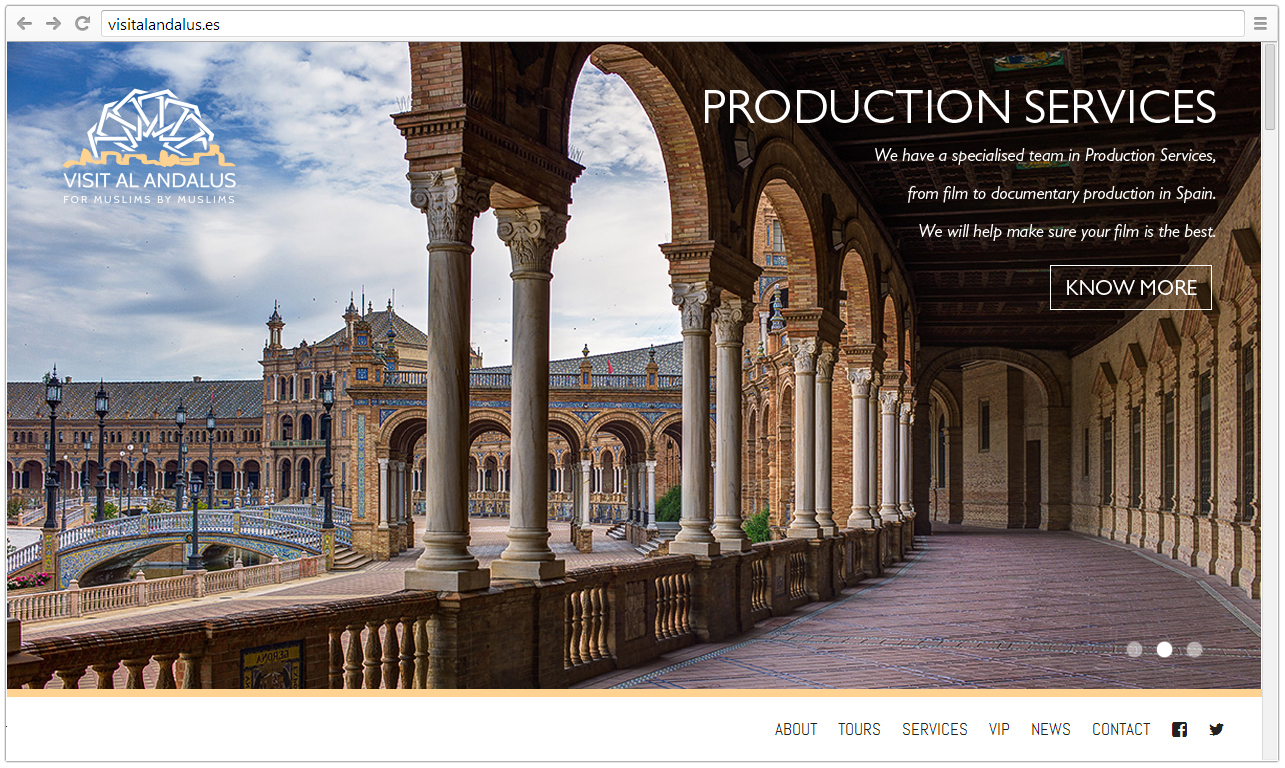 visitalandalus.es
PRODUCTION SERVICES
We have a specialised team in Production Services,
from film to documentary production in Spain.
We will help make sure your film is the best.
KNOW MORE
VISIT AL ANDALUS
FOR MUSLIMS BY MUSLIMS
GERONA
ABOUT TOURS SERVICES VIP NEWS CONTACT